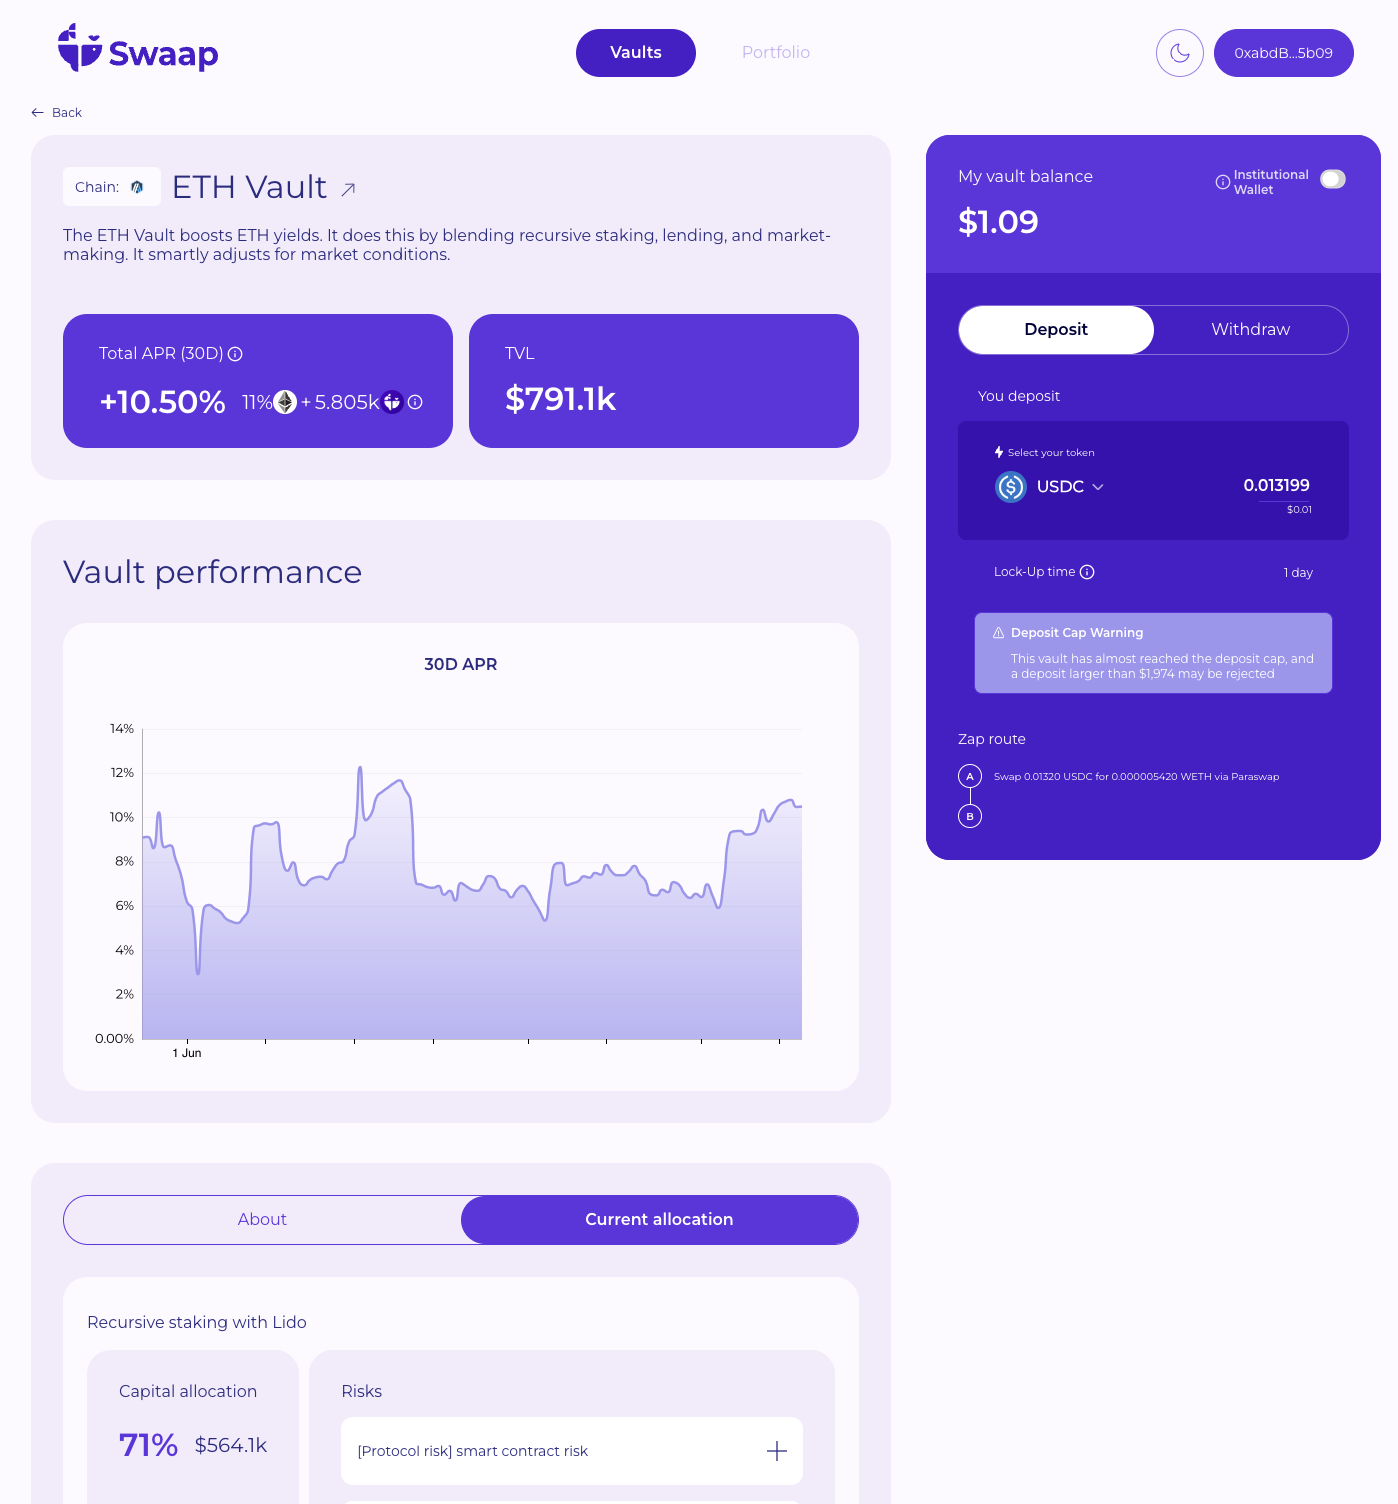 Swaap
Vaults
Portfolio
0xabdB...5b09
Back
Chain:
ETH Vault
The ETH Vault boosts ETH yields. It does this by blending recursive staking, lending, and market-
making. It smartly adjusts for market conditions.
Total APR (30D)
+10.50% 11% + 5.805k
TVL
$791.1k
Vault performance
30D APR
14%
12%
10%
8%
6%
4%
2%
0.00%
1 Jun
About
Current allocation
Recursive staking with Lido
Capital allocation
71% $564.1k
Risks
[Protocol risk] smart contract risk
My vault balance
$1.09
Institutional
Wallet
Deposit
Withdraw
You deposit
Select your token
USDC
0.013199
$0.01
Lock-Up time
1 day
Deposit Cap Warning
This vault has almost reached the deposit cap, and
a deposit larger than $1,974 may be rejected
Zap route
A
Swap 0.01320 USDC for 0.000005420 WETH via Paraswap
B